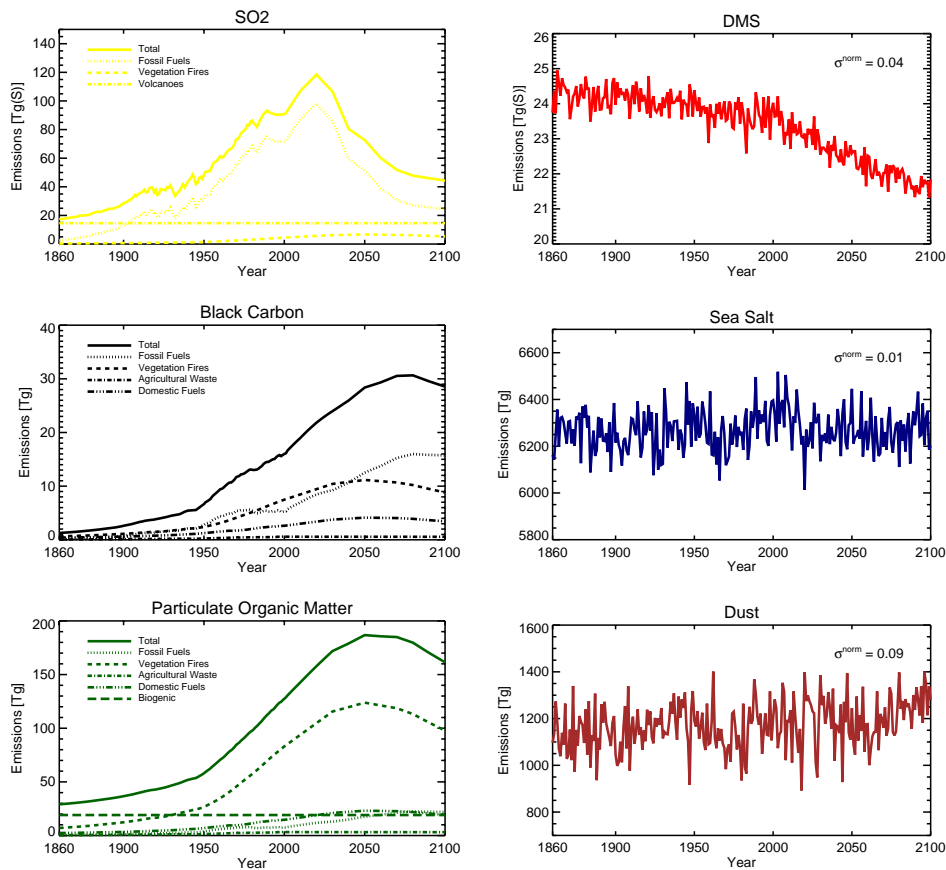 SO2
140
120
100
80
60
40
20
0
Emissions [Tg(S)]
Total
Fossil Fuels
Vegetation Fires
Volcanoes
1860 1900 1950 2000 2050 2100
Year
DMS
26
25
24
23
22
21
20
Emissions [Tg(S)]
σnorm = 0.04
1860 1900 1950 2000 2050 2100
Year
Black Carbon
40
30
20
10
0
Emissions [Tg]
Total
Fossil Fuels
Vegetation Fires
Agricultural Waste
Domestic Fuels
1860 1900 1950 2000 2050 2100
Year
Sea Salt
6600
6400
6200
6000
5800
Emissions [Tg]
σnorm = 0.01
1860 1900 1950 2000 2050 2100
Year
Particulate Organic Matter
200
150
100
50
0
Emissions [Tg]
Total
Fossil Fuels
Vegetation Fires
Agricultural Waste
Domestic Fuels
Biogenic
1860 1900 1950 2000 2050 2100
Year
Dust
1600
1400
1200
1000
800
Emissions [Tg]
σnorm = 0.09
1860 1900 1950 2000 2050 2100
Year